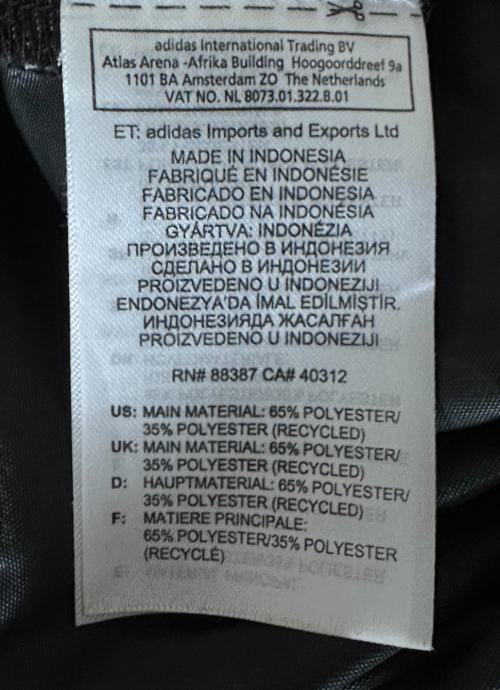 adidas International Trading BV
Atlas Arena -Afrika Building Hoogoorddreef 9a
1101 BA Amsterdam ZO The Netherlands
VAT NO. NL 8073.01.322.B.01
ET: adidas Imports and Exports Ltd
MADE IN INDONESIA
FABRIQUÉ EN INDONÉSIE
FABRICADO EN INDONESIA
FABRICADO NA INDONÉSIA
GYÁRTVA: INDONÉZIA
ПРОИЗВЕДЕНО В ИНДОНЕЗИЯ
СДЕЛАНО В ИНДОНЕЗИИ
PROIZVEDENO U INDONEZIJI
ENDONEZYA'DA İMAL EDİLMİŞTİR.
ИНДОНЕЗИЯДА ЖАСАЛҒАН
PROIZVEDENO U INDONEZIJI
RN# 88387 CA# 40312
US: MAIN MATERIAL: 65% POLYESTER/
35% POLYESTER (RECYCLED)
UK: MAIN MATERIAL: 65% POLYESTER/
35% POLYESTER (RECYCLED)
D: HAUPTMATERIAL: 65% POLYESTER/
35% POLYESTER (RECYCLED)
F: MATIERE PRINCIPALE:
65% POLYESTER/35% POLYESTER
(RECYCLÉ)